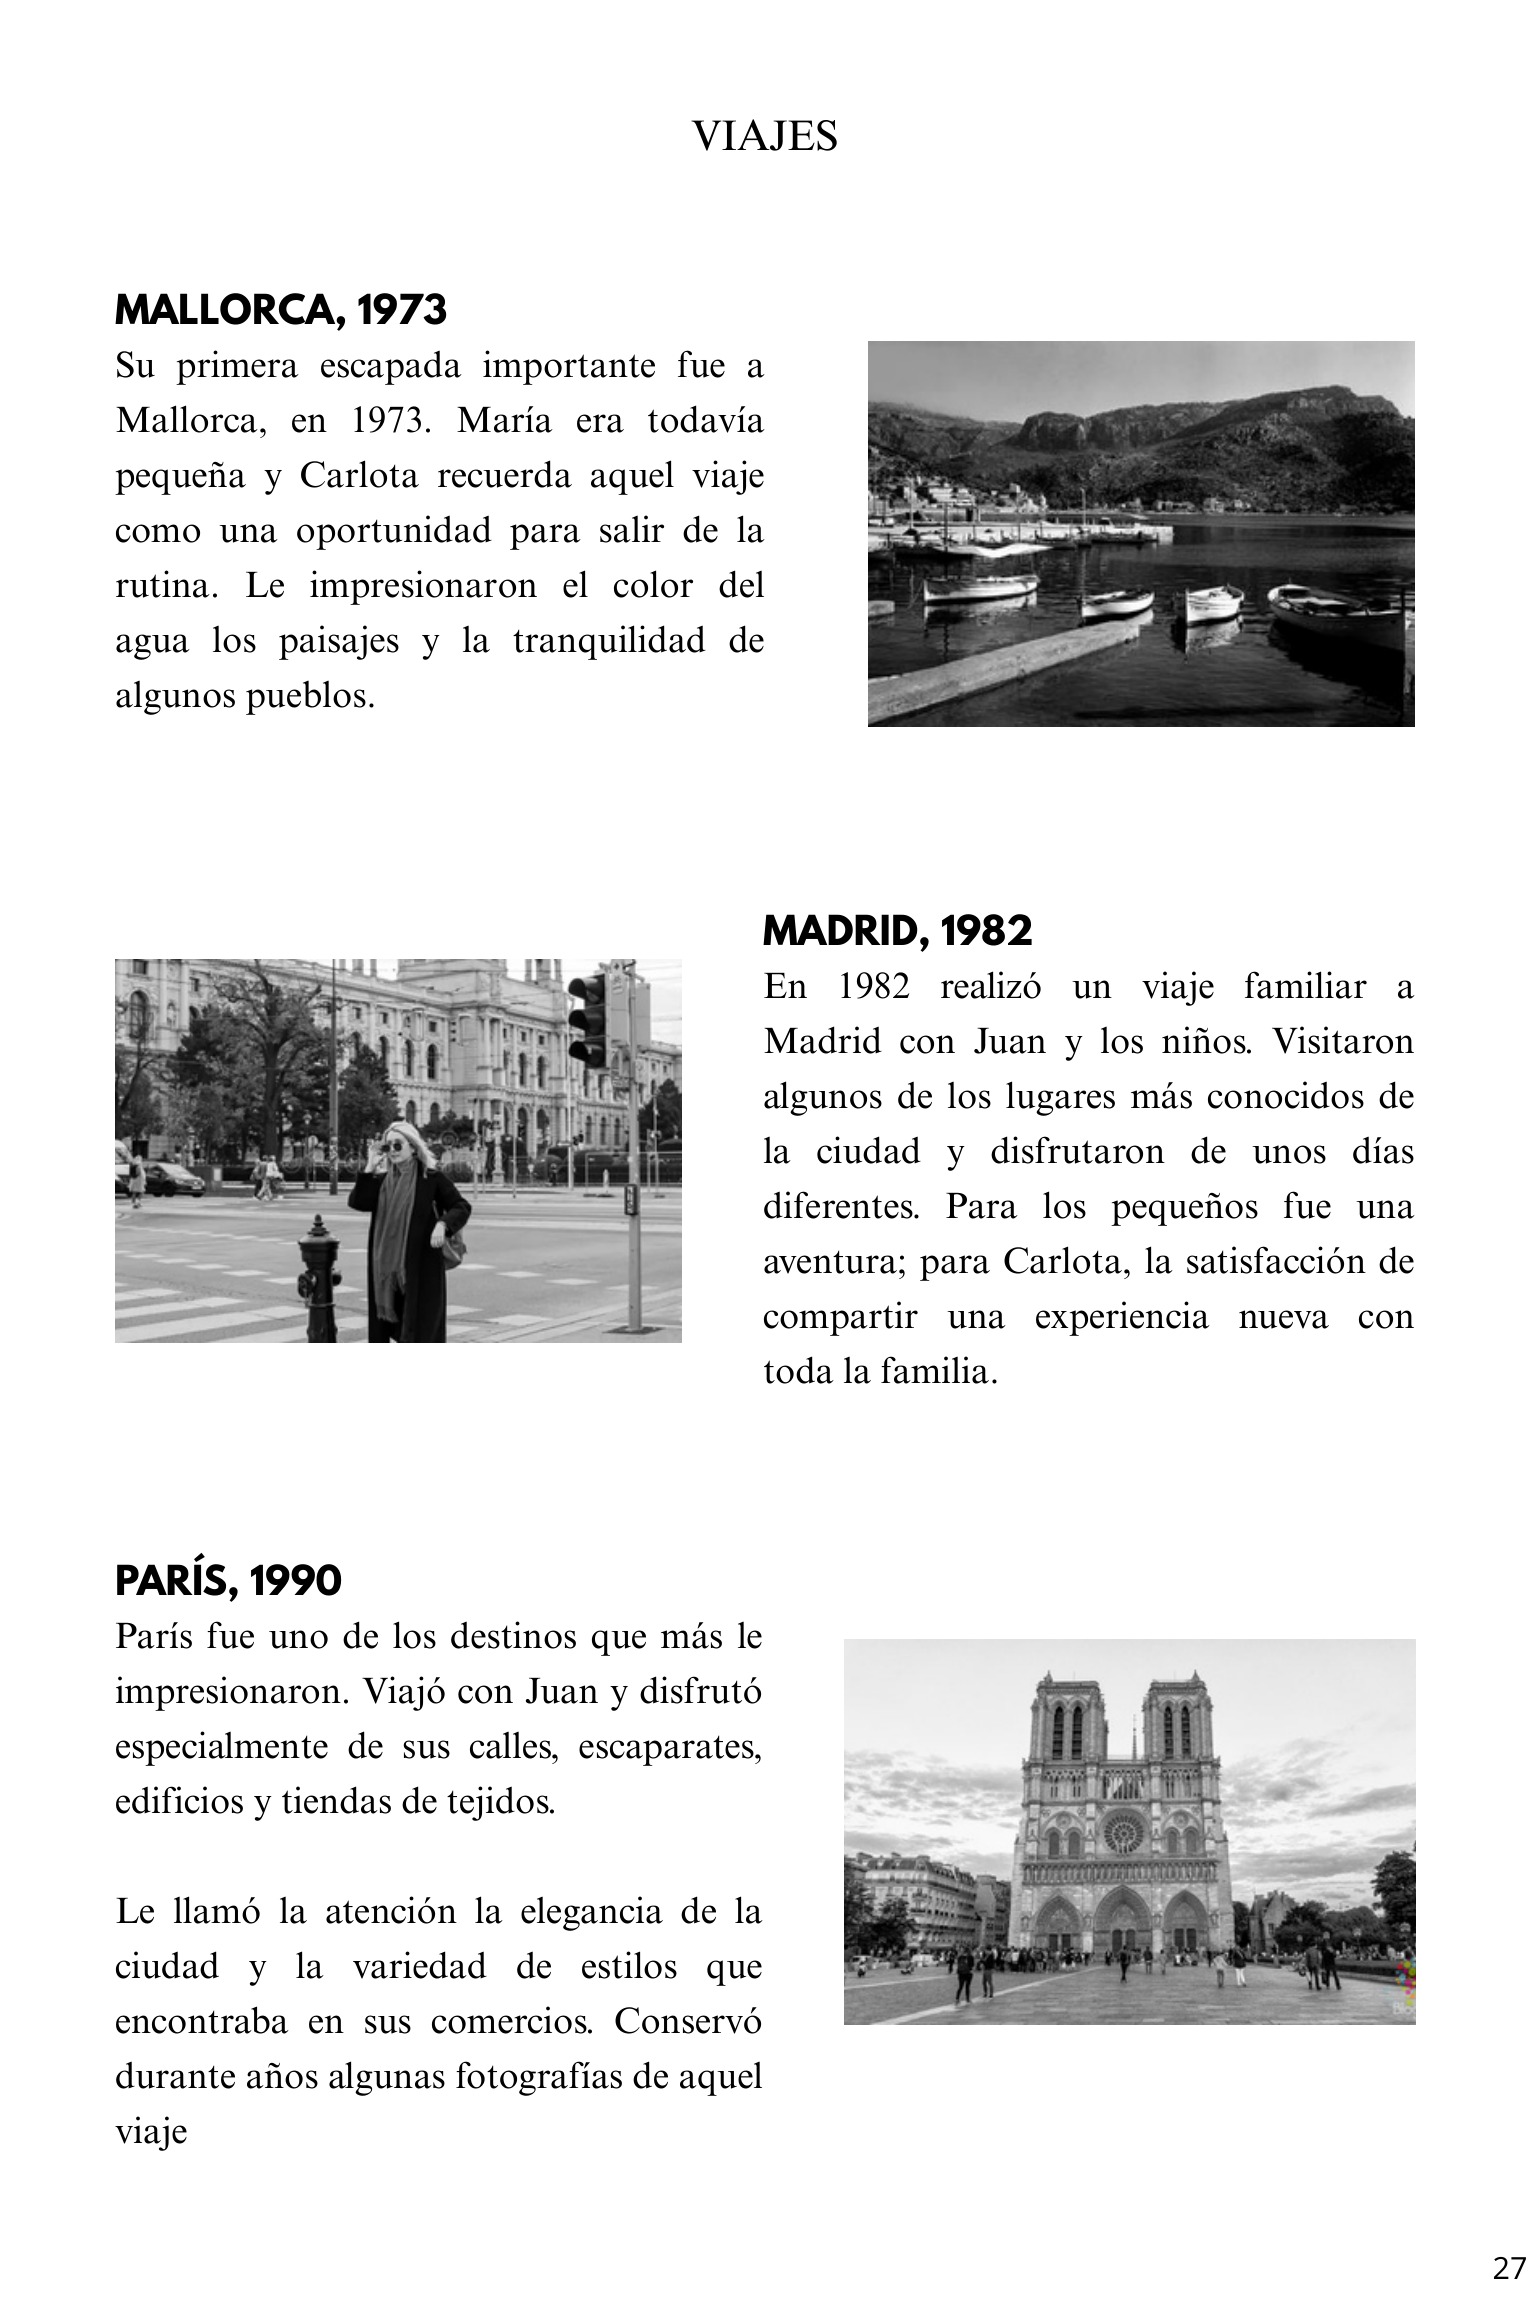 VIAJES
MALLORCA, 1973
Su primera escapada importante fue a
Mallorca, en 1973. María era todavía
pequeña y Carlota recuerda aquel viaje
como una oportunidad para salir de la
rutina. Le impresionaron el color del
agua los paisajes y la tranquilidad de
algunos pueblos.
MADRID, 1982
En 1982 realizó un viaje familiar a
Madrid con Juan y los niños. Visitaron
algunos de los lugares más conocidos de
la ciudad y disfrutaron de unos días
diferentes. Para los pequeños fue una
aventura; para Carlota, la satisfacción de
compartir una experiencia nueva con
toda la familia.
PARÍS, 1990
París fue uno de los destinos que más le
impresionaron. Viajó con Juan y disfrutó
especialmente de sus calles, escaparates,
edificios y tiendas de tejidos.
Le llamó la atención la elegancia de la
ciudad y la variedad de estilos que
encontraba en sus comercios. Conservó
durante años algunas fotografías de aquel
viaje
27